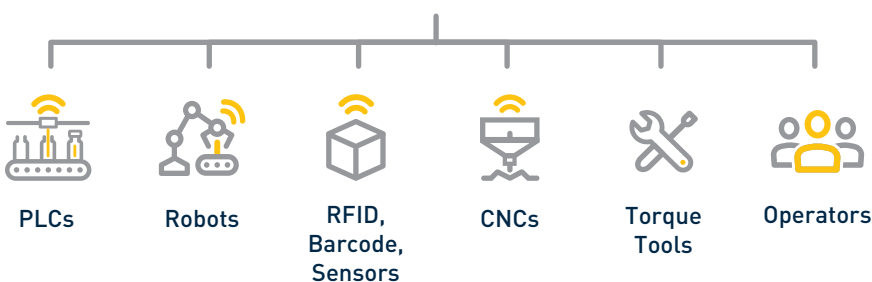 PLCs
Robots
RFID,
Barcode,
Sensors
CNCs
Torque
Tools
Operators